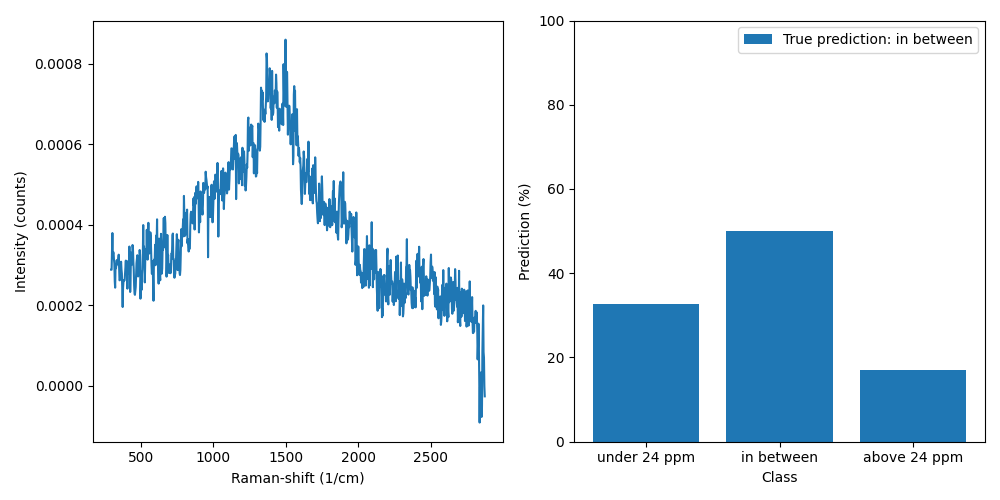 0.0008
0.0006
0.0004
0.0002
0.0000
Intensity (counts)
500 1000 1500 2000 2500
Raman-shift (1/cm)
100
80
60
40
20
0
Prediction (%)
True prediction: in between
under 24 ppm in between above 24 ppm
Class